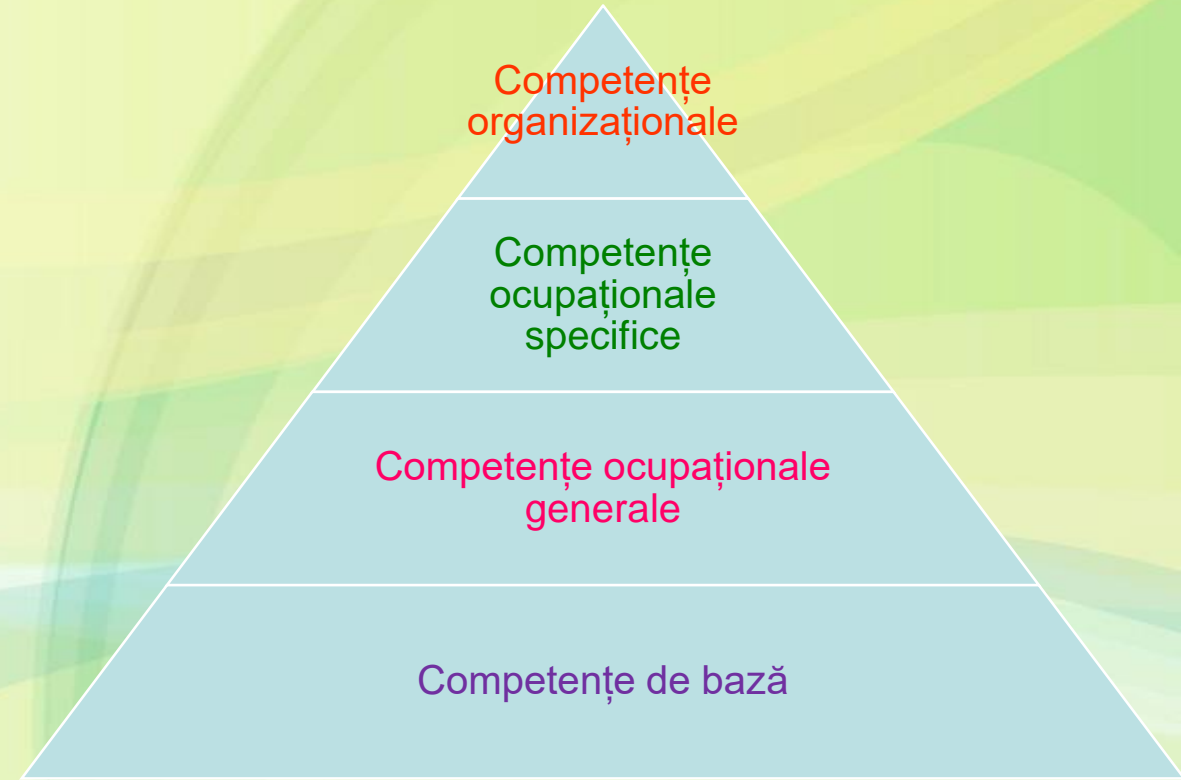 Competențe
organizaționale
Competențe
ocupaționale
specifice
Competențe ocupaționale
generale
Competențe de bază